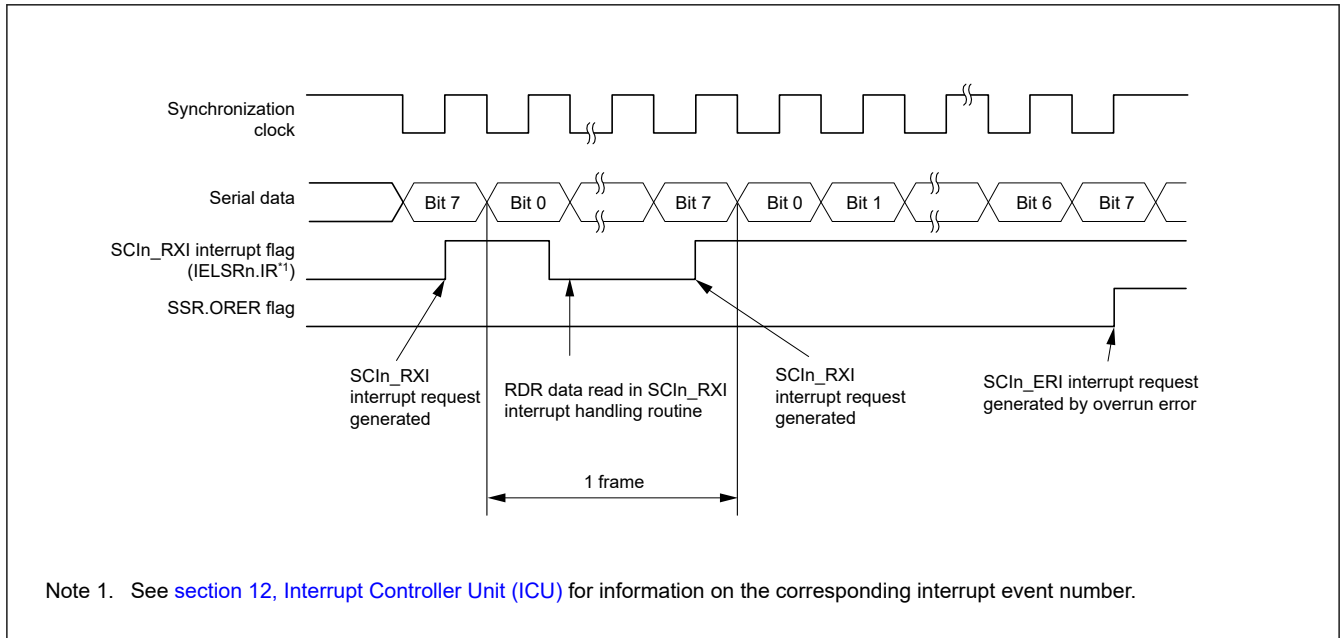 Synchronization
clock
Serial data
Bit 7
Bit 0
Bit 7
Bit 0
Bit 1
Bit 6
Bit 7
SCIn_RXI interrupt flag
(IELSRn.IR*1)
SSR.ORER flag
SCIn_RXI
interrupt request
generated
RDR data read in SCIn_RXI
interrupt handling routine
SCIn_RXI
interrupt request
generated
SCIn_ERI interrupt request
generated by overrun error
1 frame
Note 1. See section 12, Interrupt Controller Unit (ICU) for information on the corresponding interrupt event number.